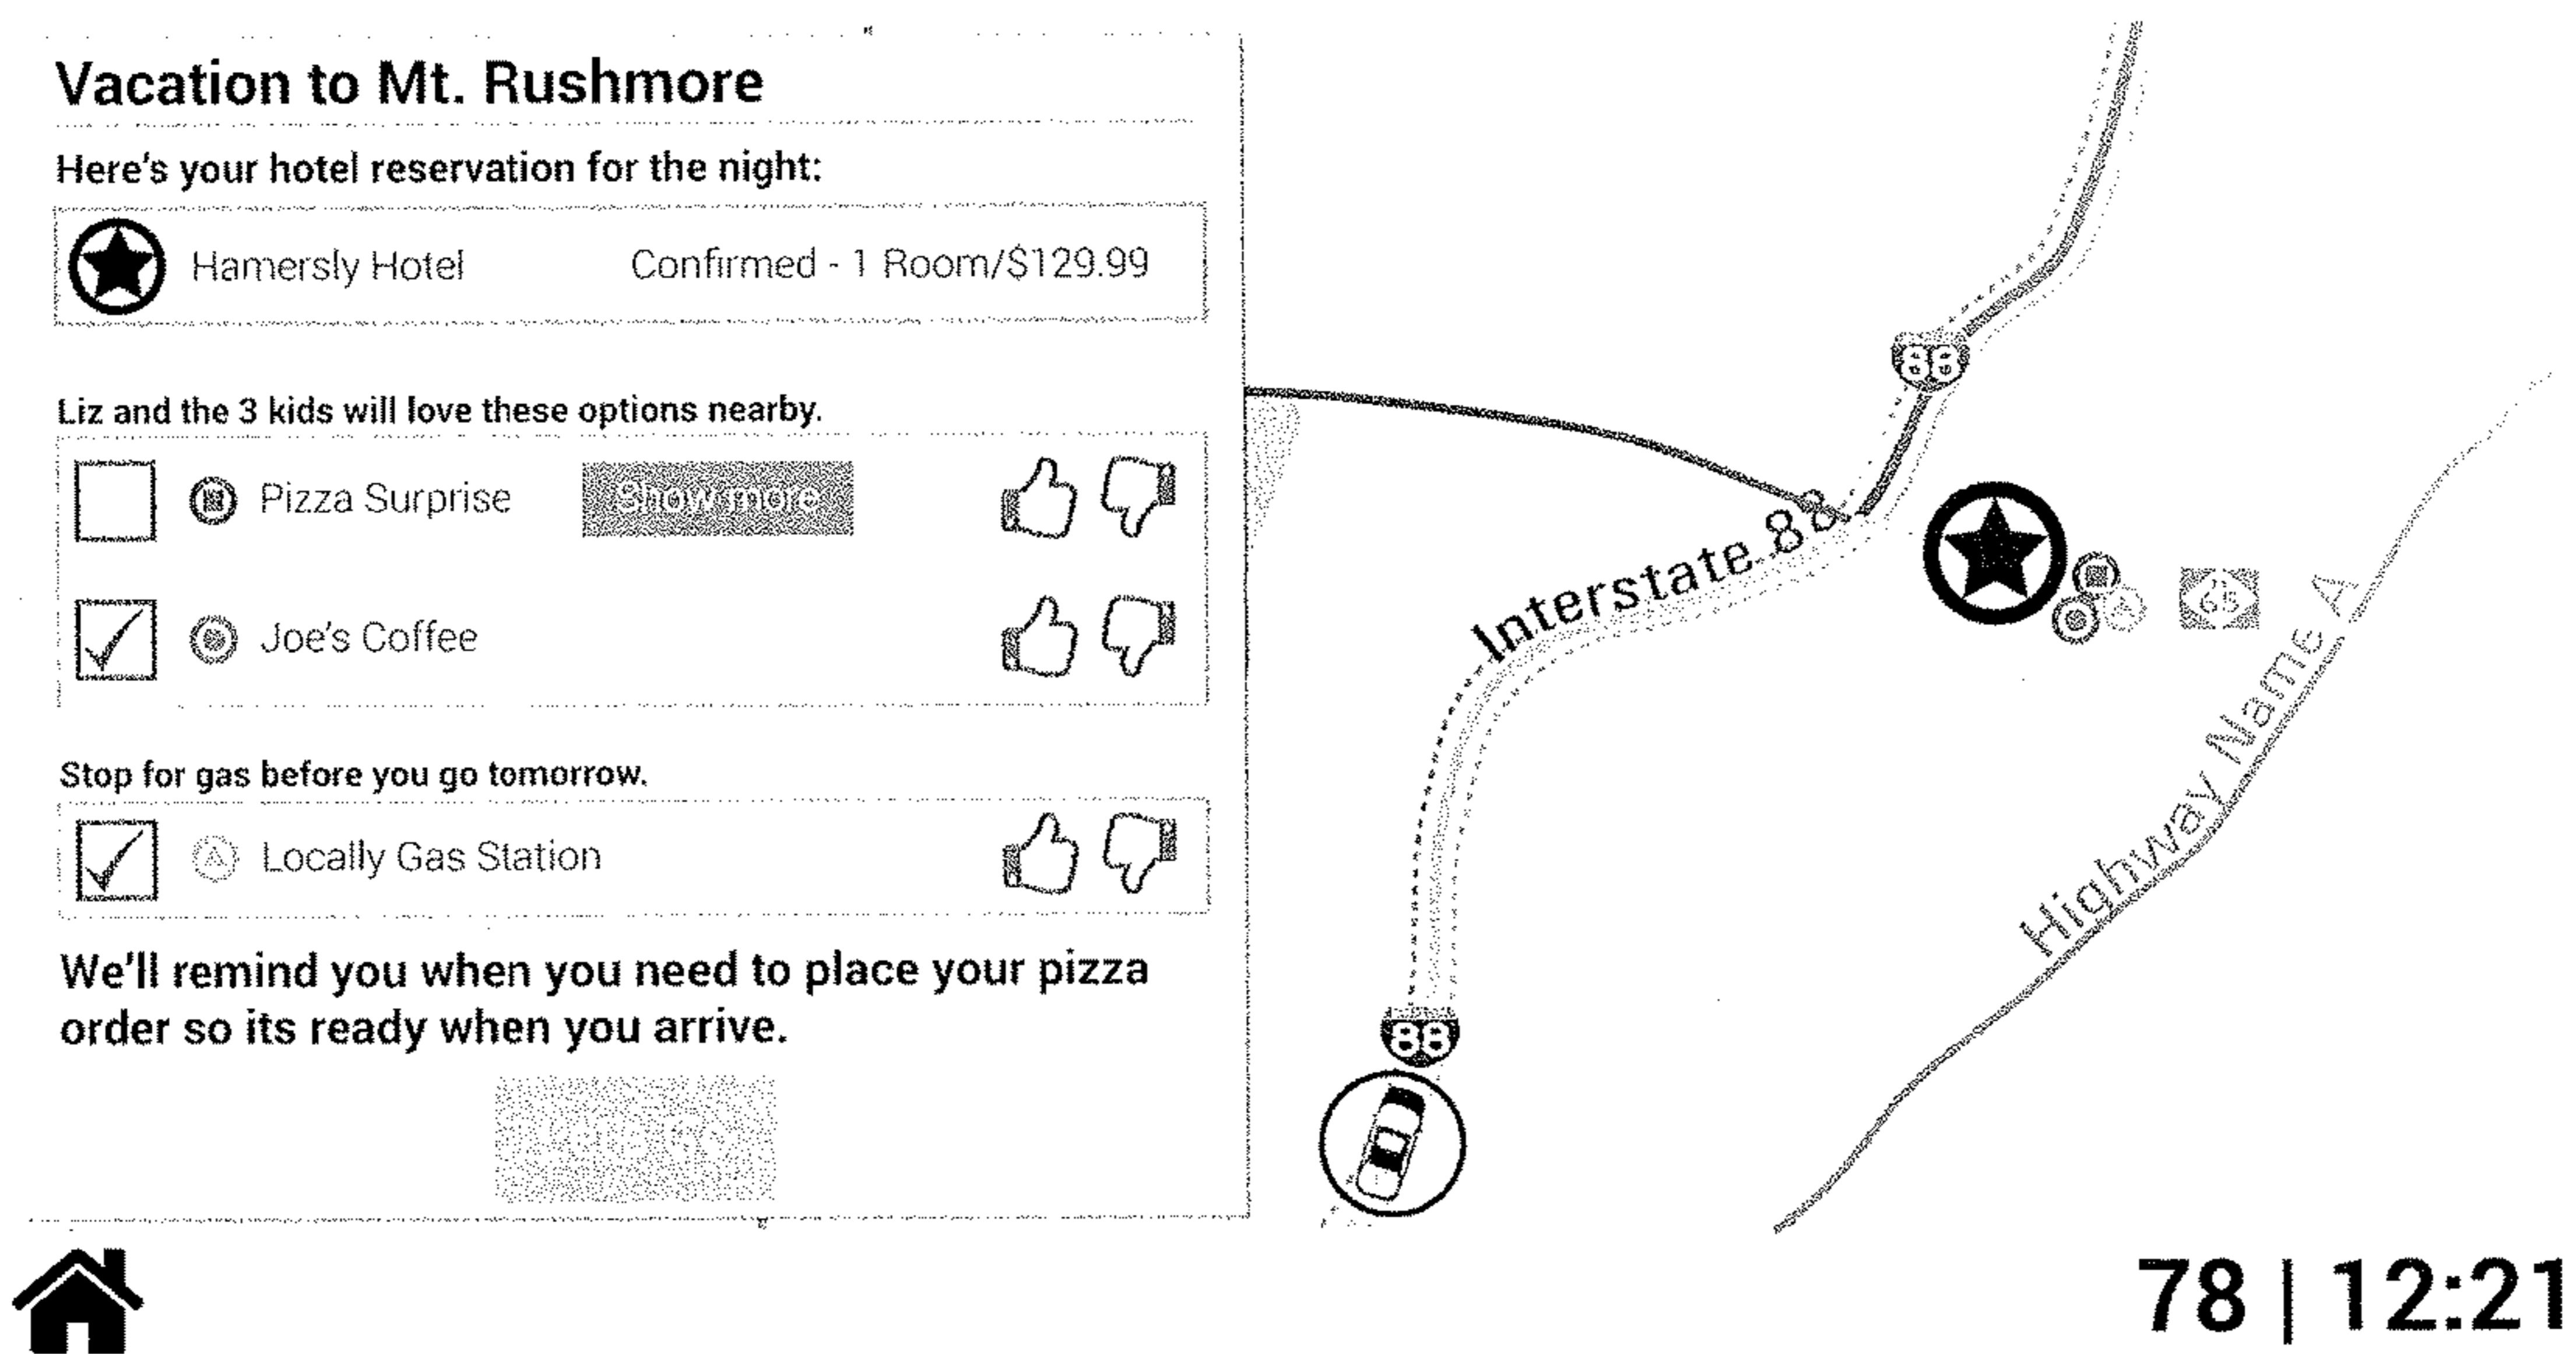 Vacation to Mt. Rushmore
Here's your hotel reservation for the night:
Hamersly Hotel Confirmed - 1 Room/$129.99
Liz and the 3 kids will love these options nearby.
Pizza Surprise Show more
Joe's Coffee
Stop for gas before you go tomorrow.
Locally Gas Station
We'll remind you when you need to place your pizza
order so its ready when you arrive.
88
Interstate 88
65
Highway Name A
88
78 | 12:21